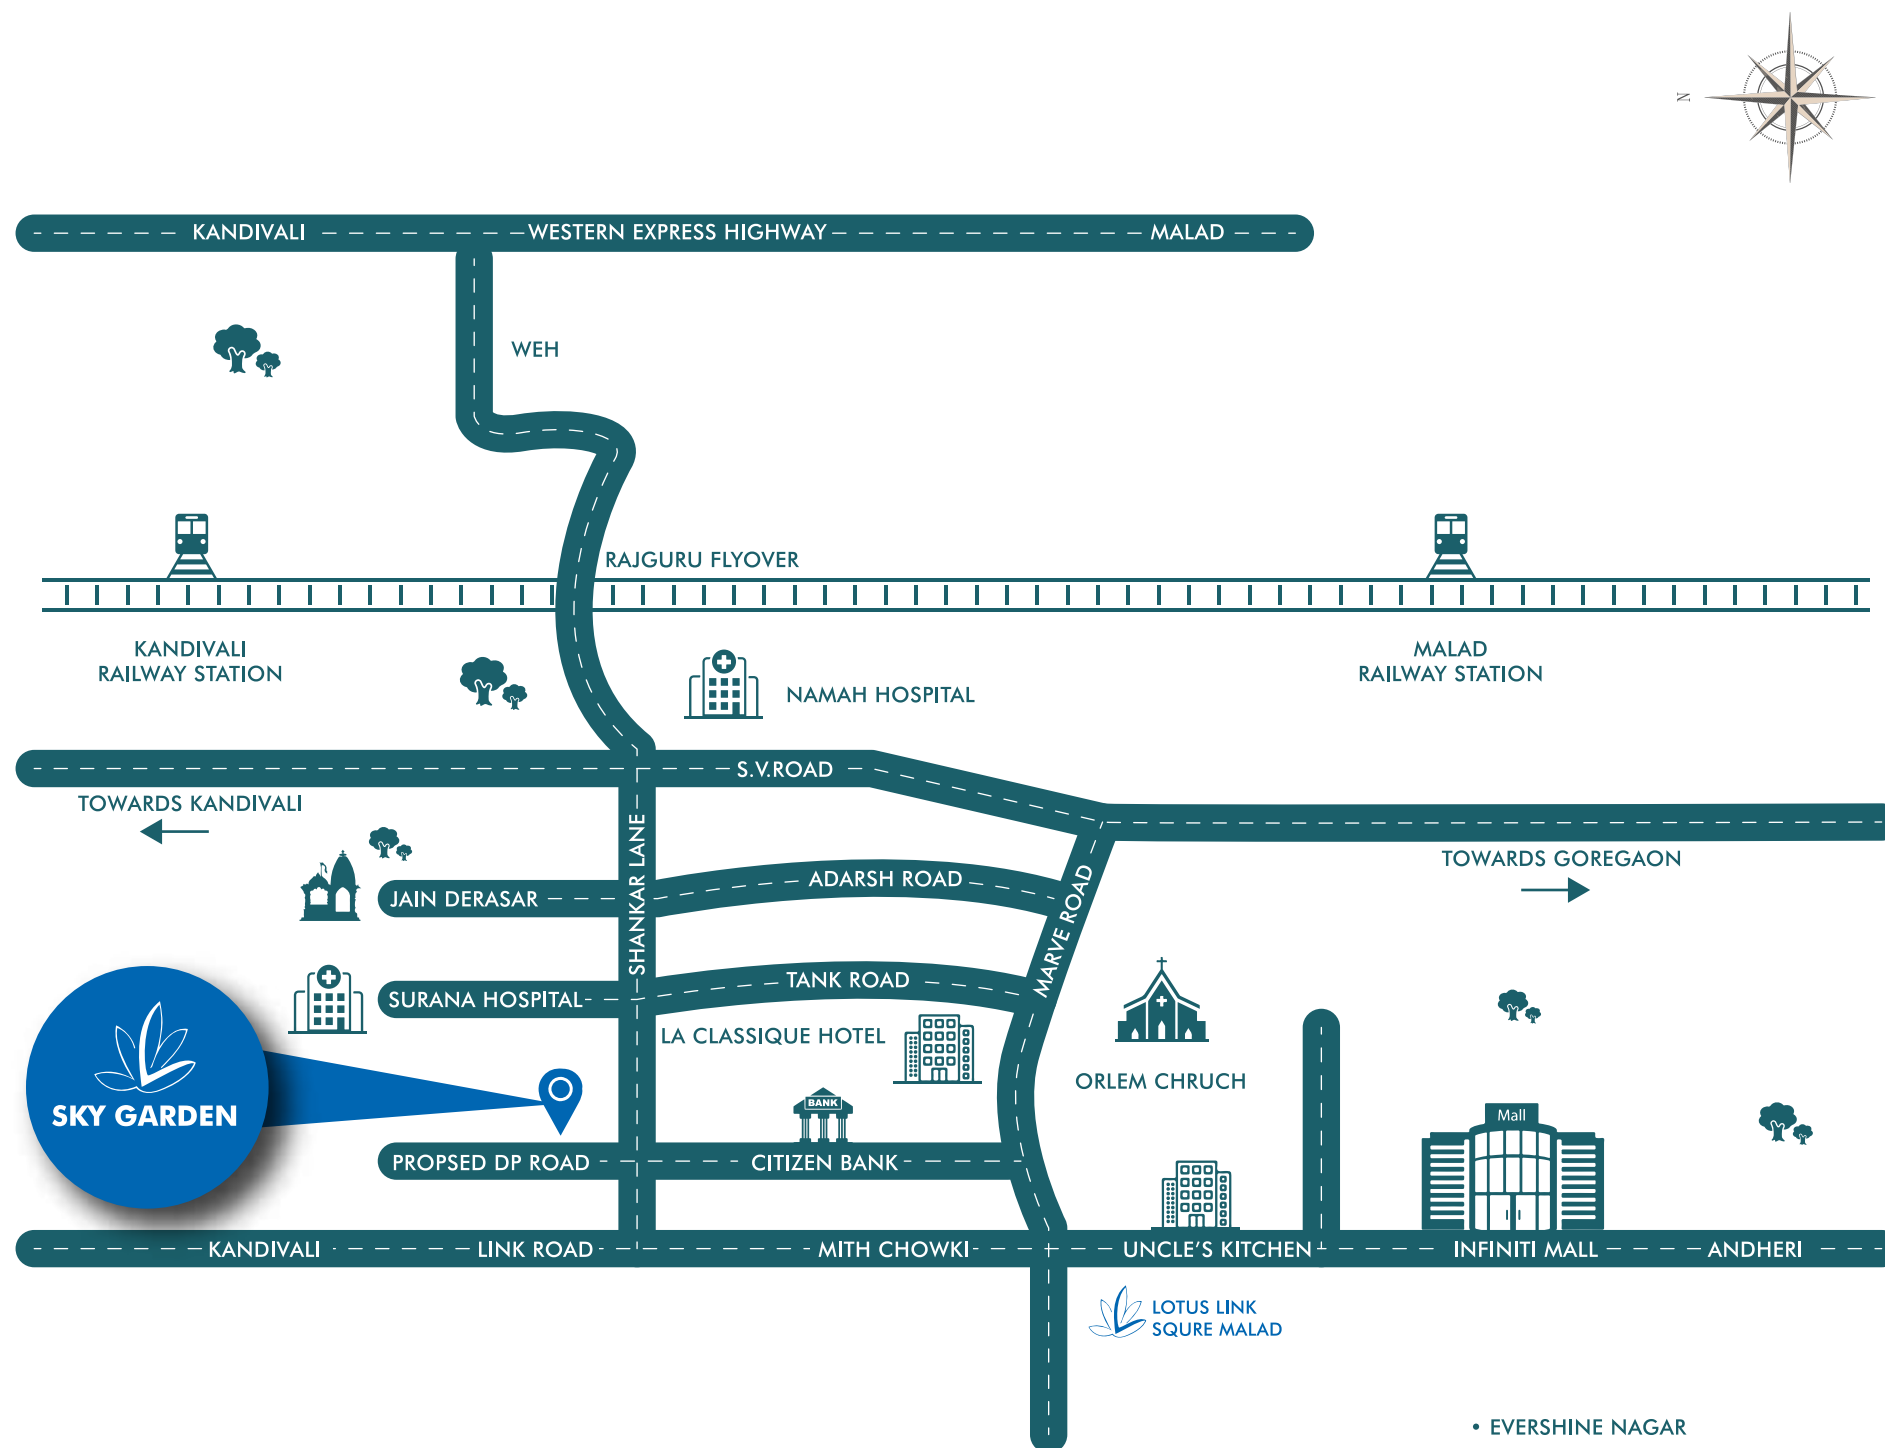 N
KANDIVALI
WESTERN EXPRESS HIGHWAY
MALAD
WEH
RAJGURU FLYOVER
KANDIVALI
RAILWAY STATION
MALAD
RAILWAY STATION
NAMAH HOSPITAL
S.V.ROAD
TOWARDS KANDIVALI
SHANKAR LANE
MARVE ROAD
TOWARDS GOREGAON
JAIN DERASAR
ADARSH ROAD
SURANA HOSPITAL
TANK ROAD
LA CLASSIQUE HOTEL
ORLEM CHRUCH
SKY GARDEN
BANK
Mall
PROPSED DP ROAD
CITIZEN BANK
KANDIVALI
LINK ROAD
MITH CHOWKI
UNCLE'S KITCHEN
INFINITI MALL
ANDHERI
LOTUS LINK
SQURE MALAD
• EVERSHINE NAGAR